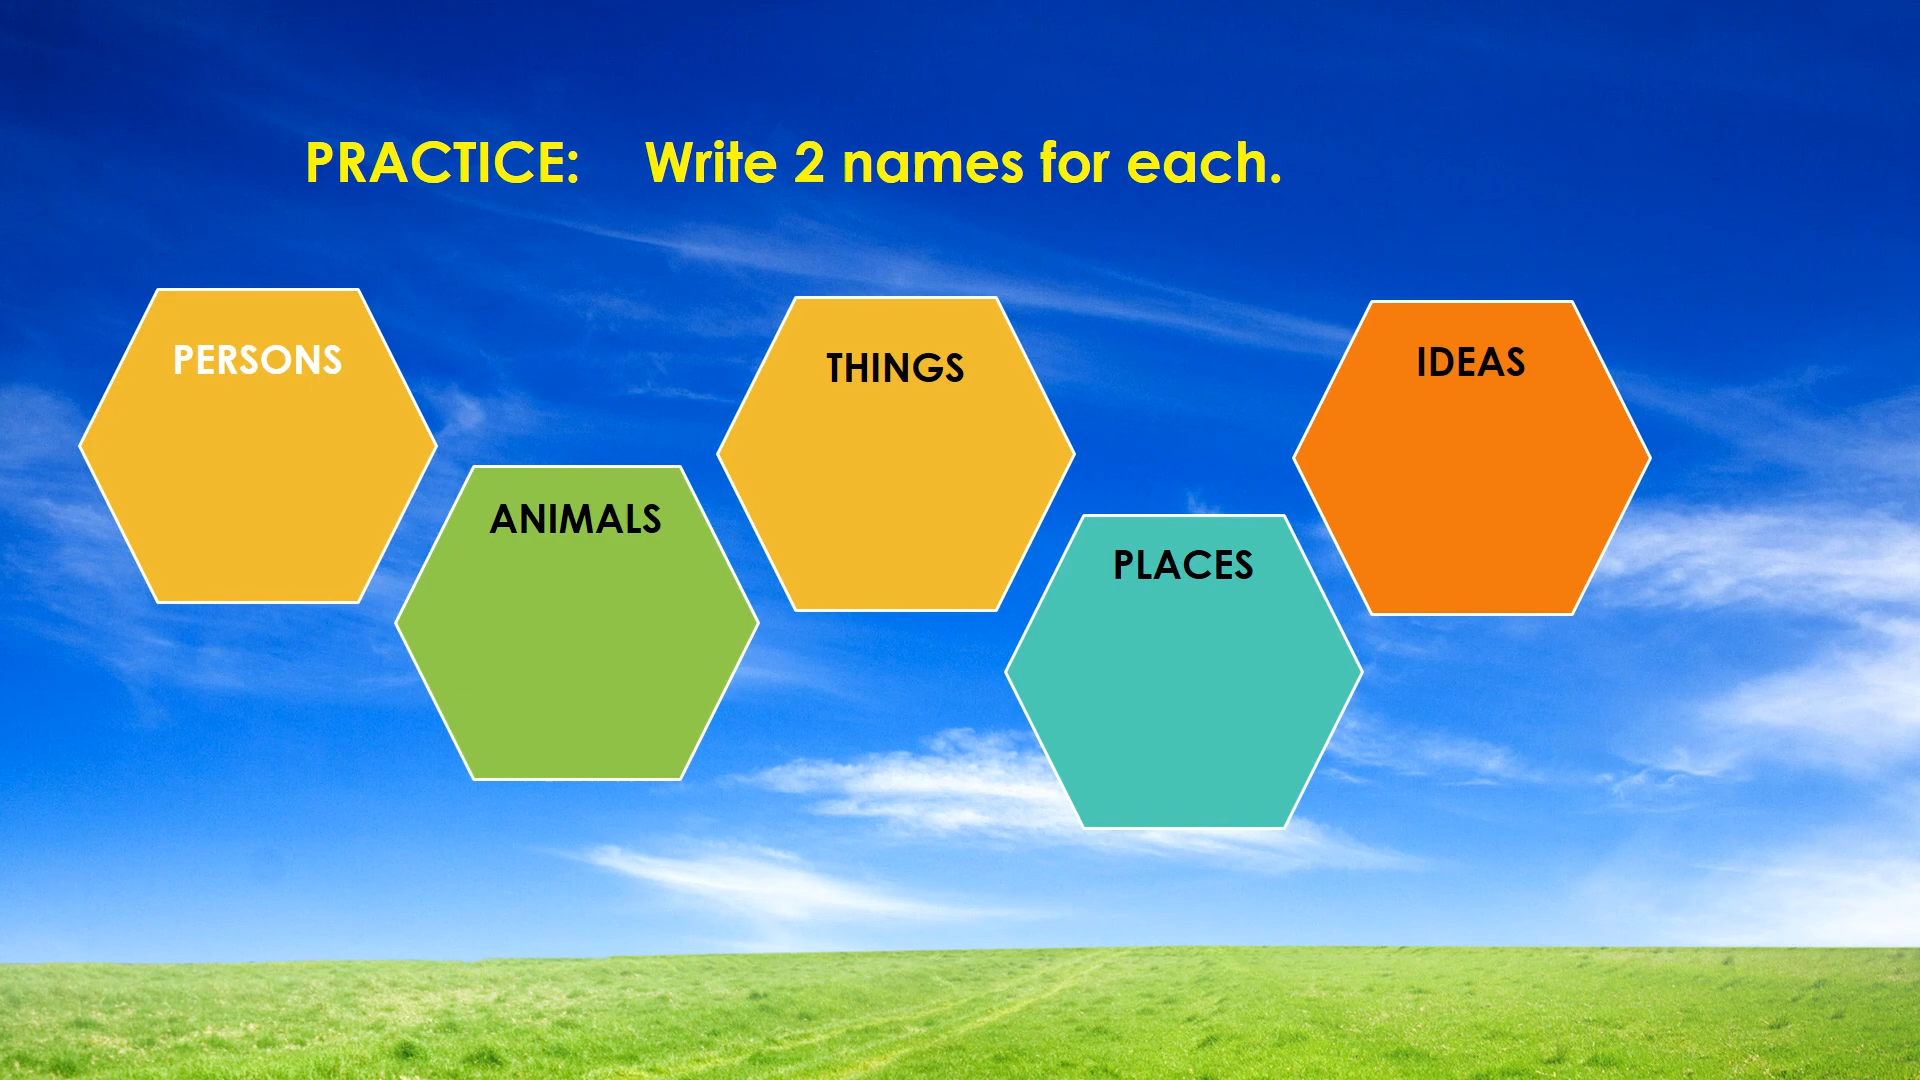 PRACTICE: Write 2 names for each.
PERSONS
ANIMALS
THINGS
PLACES
IDEAS